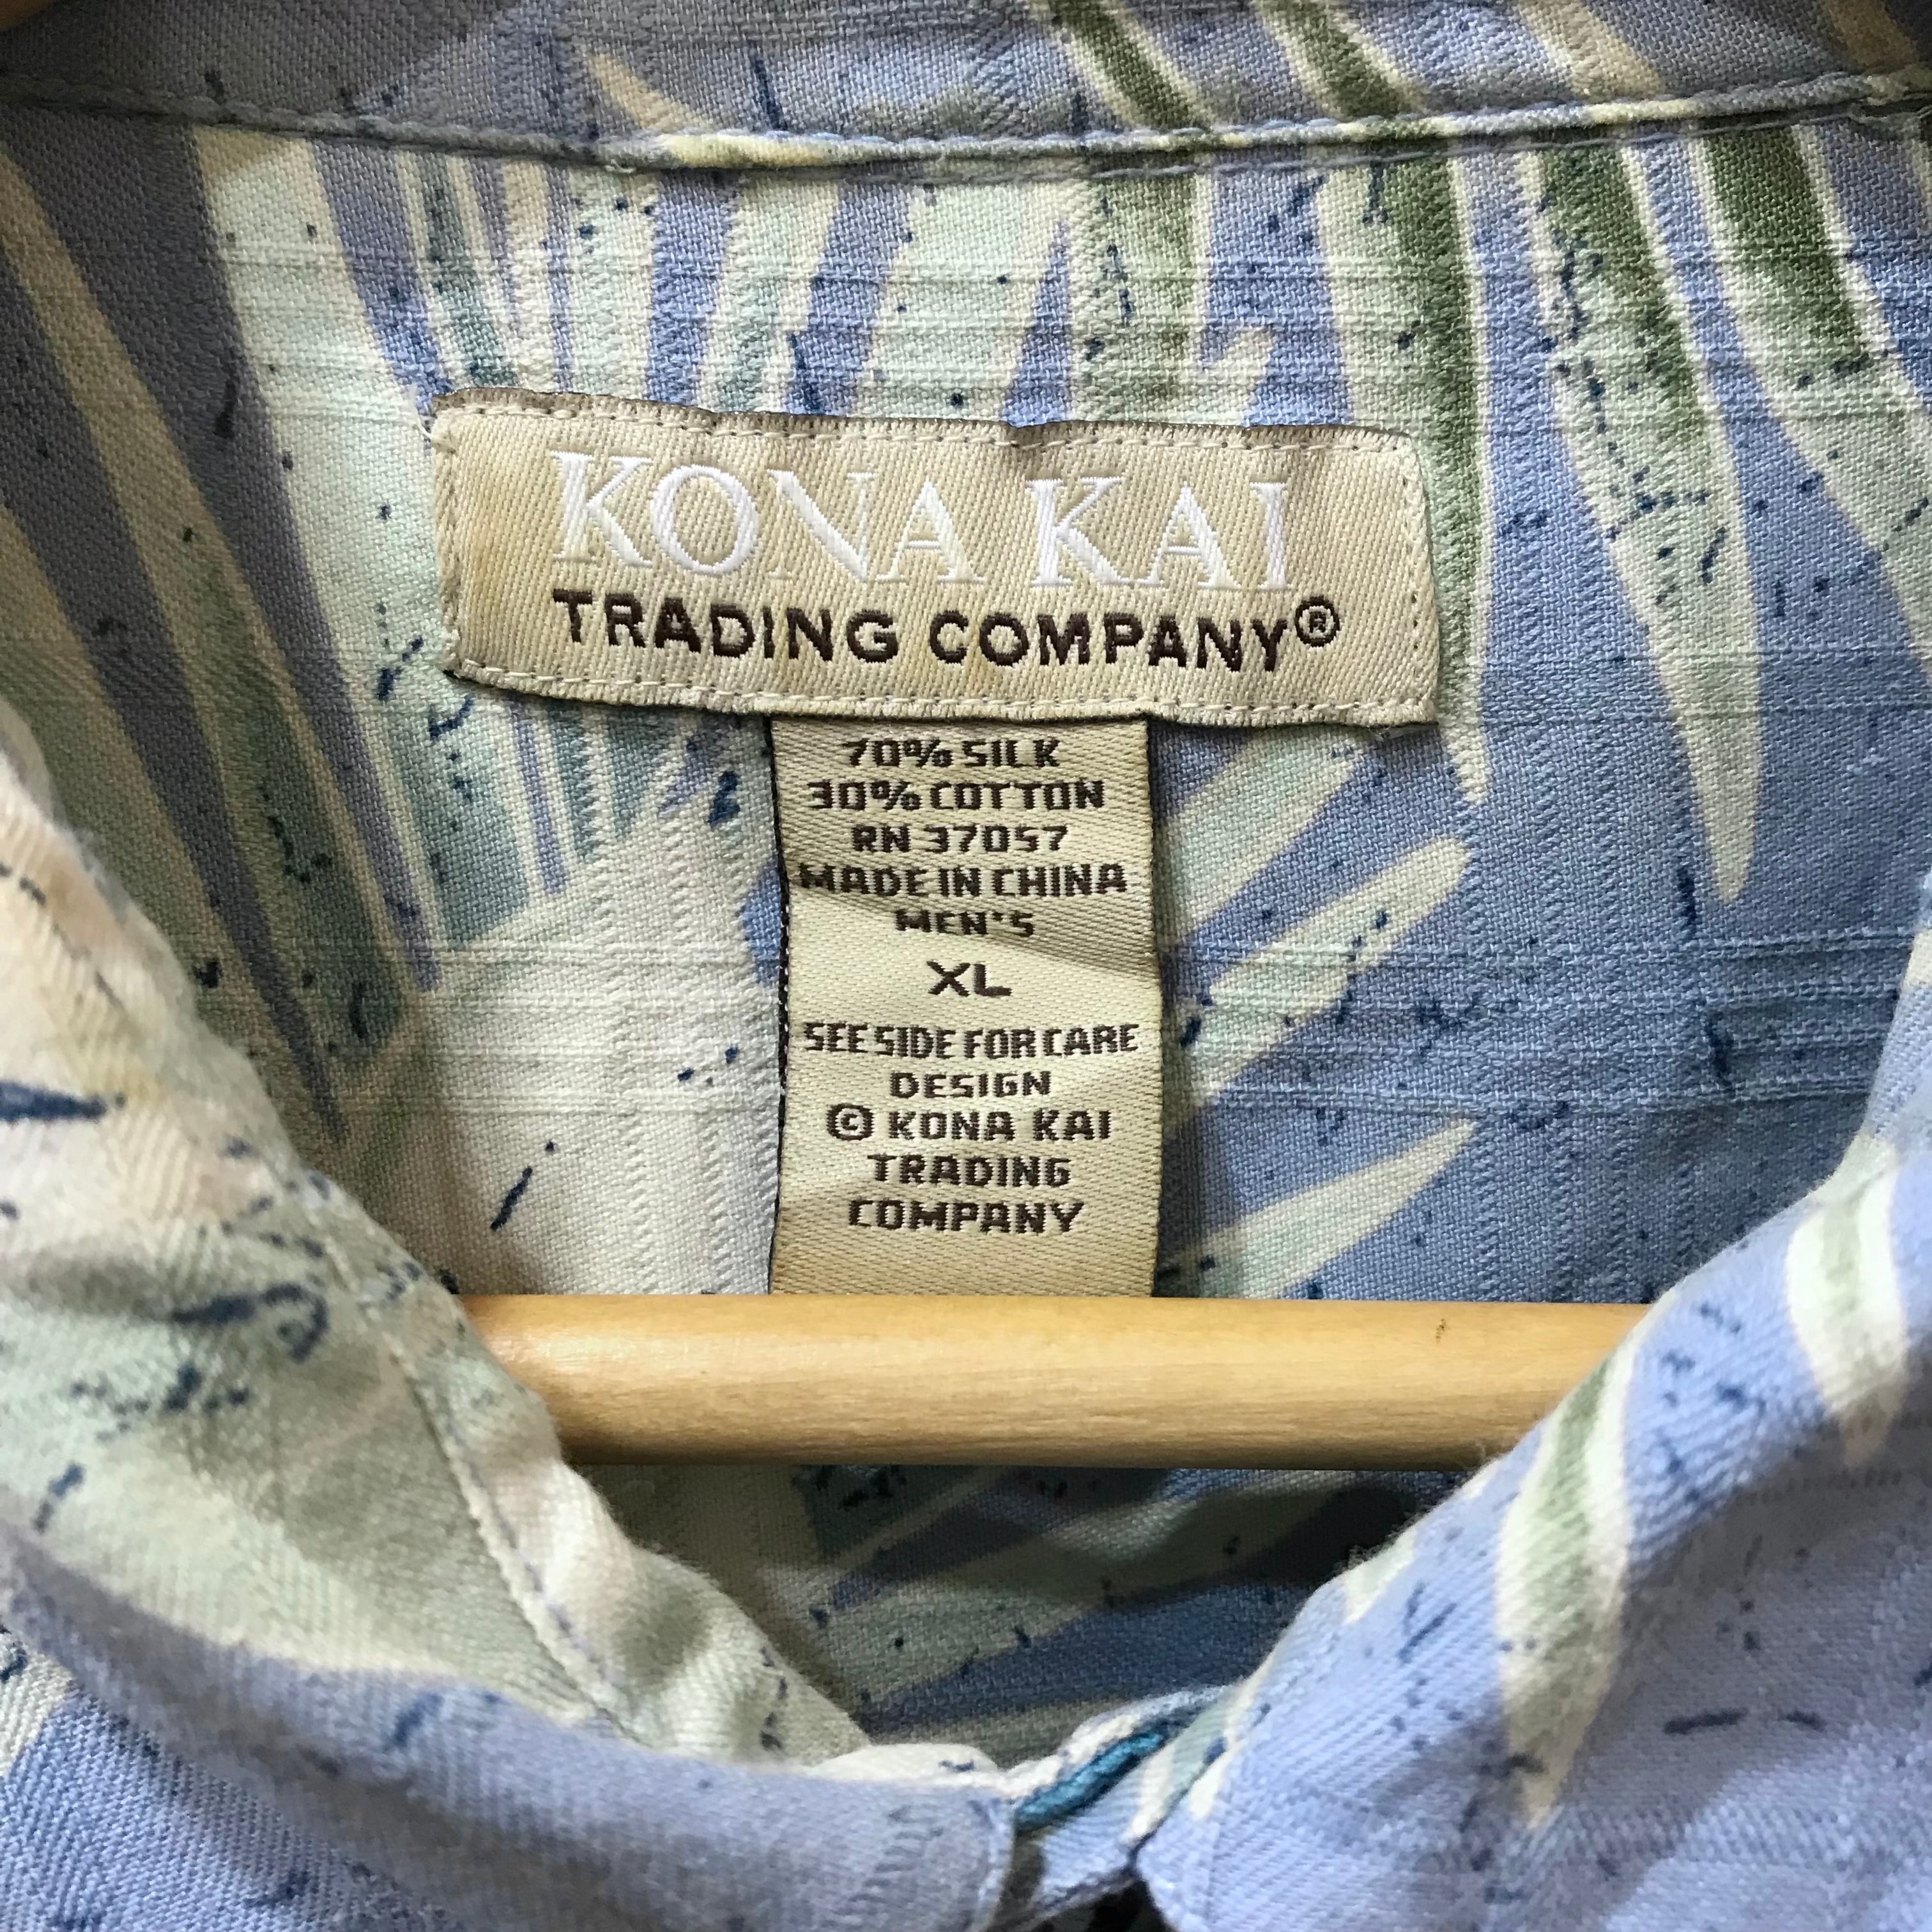 KONA KAI
TRADING COMPANY®
70% SILK
30% COTTON
RN 37057
MADE IN CHINA
MEN'S
XL
SEE SIDE FOR CARE
DESIGN
© KONA KAI
TRADING
COMPANY